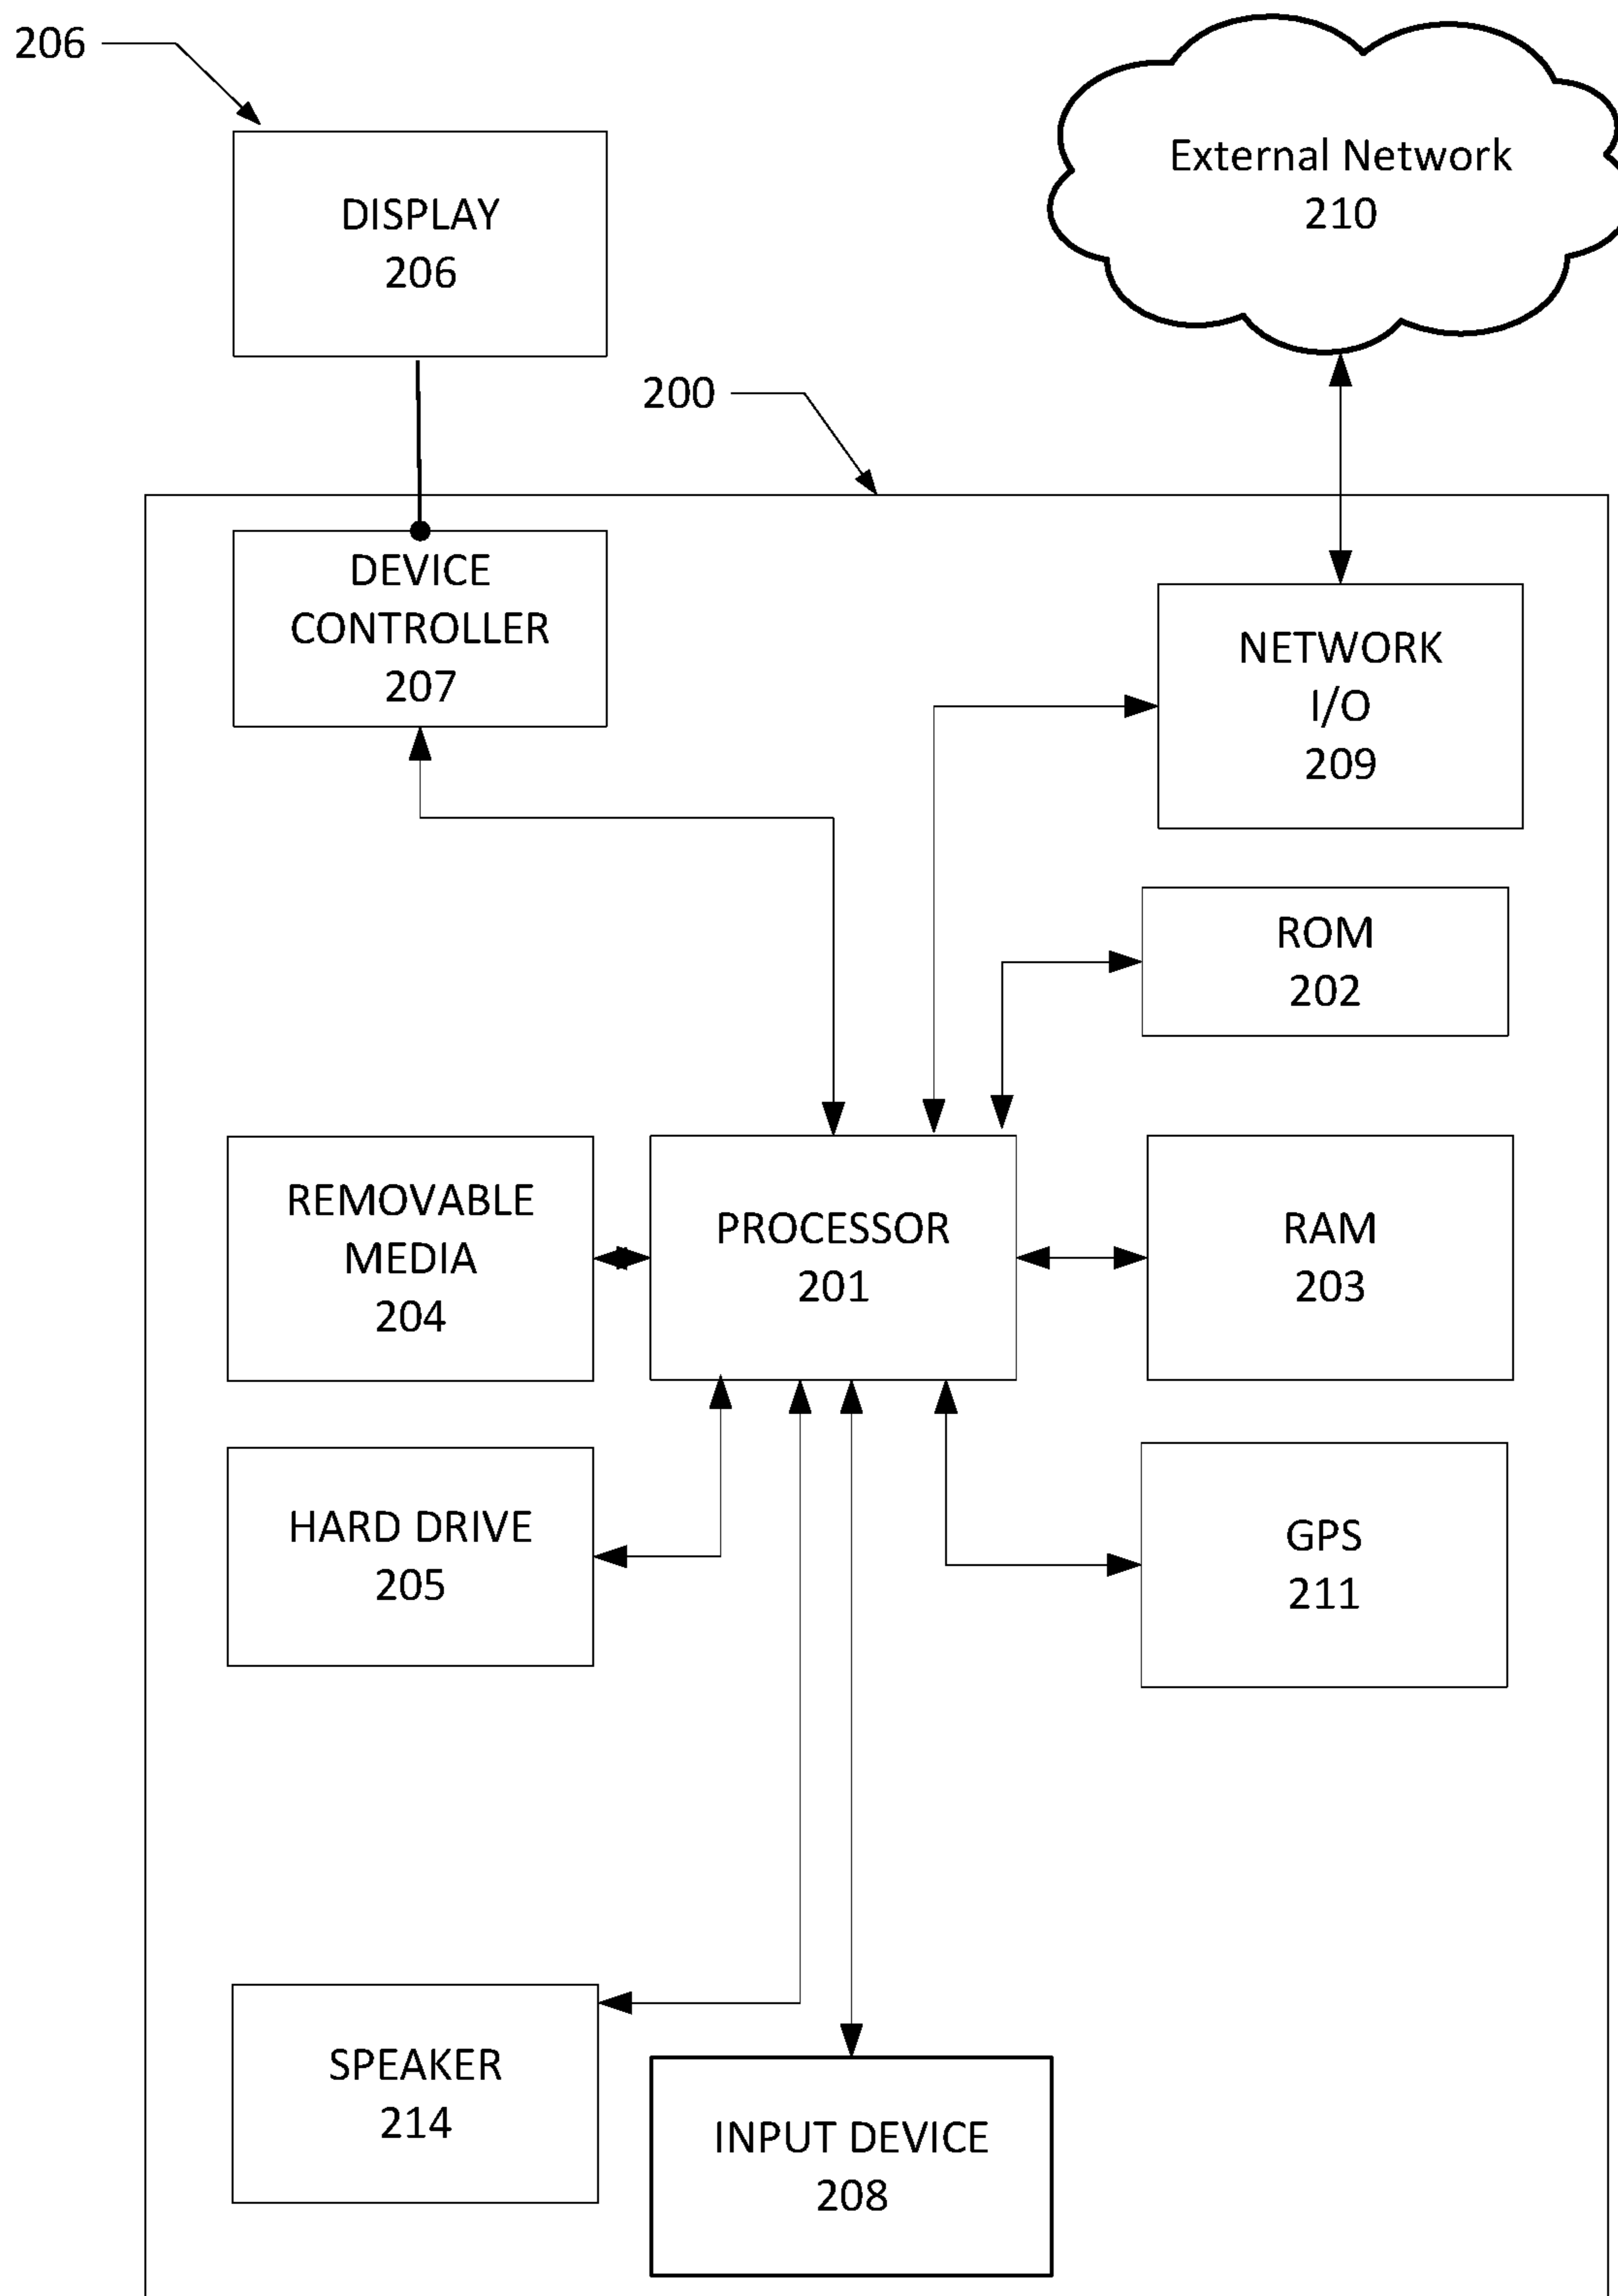 206
External Network
210
DISPLAY
206
200
DEVICE
CONTROLLER
207
NETWORK
I/O
209
ROM
202
REMOVABLE
MEDIA
204
PROCESSOR
201
RAM
203
HARD DRIVE
205
GPS
211
SPEAKER
214
INPUT DEVICE
208